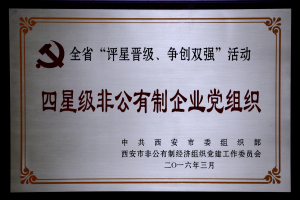 全省“评星晋级、争创双强”活动
四星级非公有制企业党组织
中共西安市委组织部
西安市非公有制经济组织党建工作委员会
二〇一六年三月